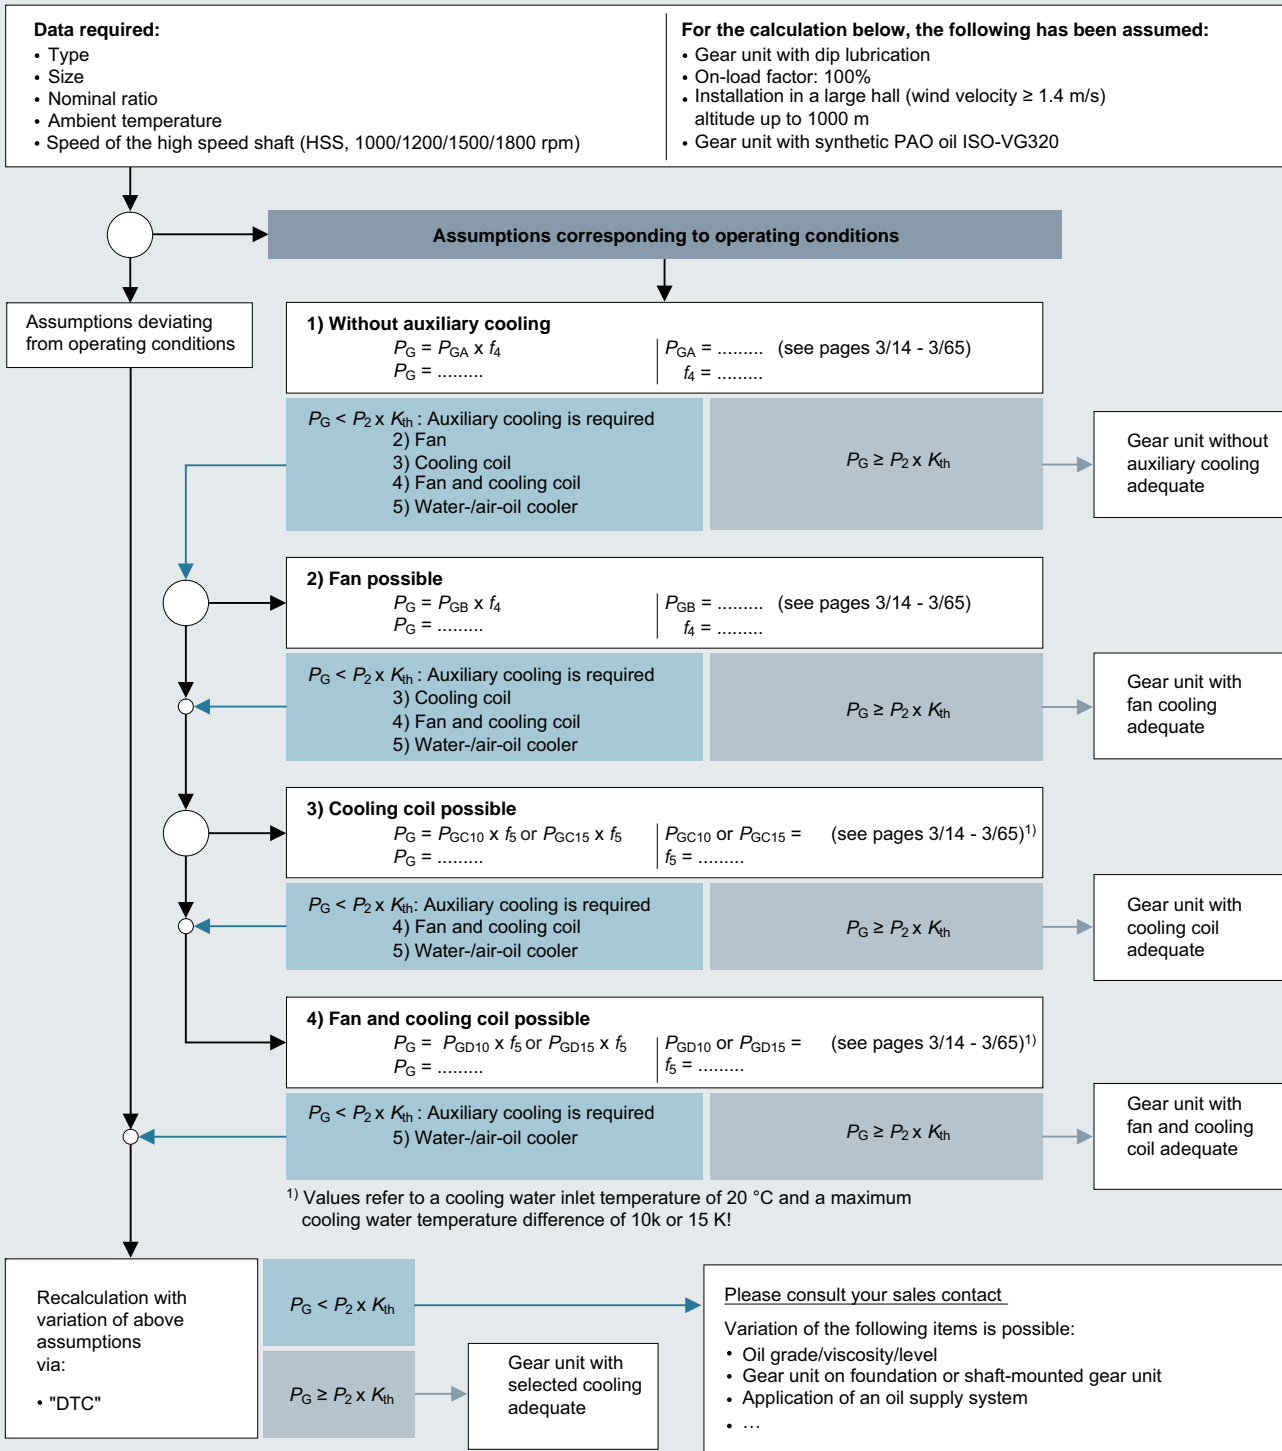 Data required:
• Type
• Size
• Nominal ratio
• Ambient temperature
• Speed of the high speed shaft (HSS, 1000/1200/1500/1800 rpm)
For the calculation below, the following has been assumed:
• Gear unit with dip lubrication
• On-load factor: 100%
• Installation in a large hall (wind velocity ≥ 1.4 m/s)
altitude up to 1000 m
• Gear unit with synthetic PAO oil ISO-VG320
Assumptions corresponding to operating conditions
Assumptions deviating
from operating conditions
1) Without auxiliary cooling
PG = PGA x f4
PG = .........
PGA = ......... (see pages 3/14 - 3/65)
f4 = .........
PG < P2 x Kth : Auxiliary cooling is required
2) Fan
3) Cooling coil
4) Fan and cooling coil
5) Water-/air-oil cooler
PG ≥ P2 x Kth
Gear unit without
auxiliary cooling
adequate
2) Fan possible
PG = PGB x f4
PG = .........
PGB = ......... (see pages 3/14 - 3/65)
f4 = .........
PG < P2 x Kth : Auxiliary cooling is required
3) Cooling coil
4) Fan and cooling coil
5) Water-/air-oil cooler
PG ≥ P2 x Kth
Gear unit with
fan cooling
adequate
3) Cooling coil possible
PG = PGC10 x f5 or PGC15 x f5
PG = .........
PGC10 or PGC15 = (see pages 3/14 - 3/65)1)
f5 = .........
PG < P2 x Kth: Auxiliary cooling is required
4) Fan and cooling coil
5) Water-/air-oil cooler
PG ≥ P2 x Kth
Gear unit with
cooling coil
adequate
4) Fan and cooling coil possible
PG = PGD10 x f5 or PGD15 x f5
PG = .........
PGD10 or PGD15 = (see pages 3/14 - 3/65)1)
f5 = .........
PG < P2 x Kth : Auxiliary cooling is required
5) Water-/air-oil cooler
PG ≥ P2 x Kth
Gear unit with
fan and cooling
coil adequate
1) Values refer to a cooling water inlet temperature of 20 °C and a maximum
cooling water temperature difference of 10k or 15 K!
Recalculation with
variation of above
assumptions
via:
• "DTC"
PG < P2 x Kth
PG ≥ P2 x Kth
Gear unit with
selected cooling
adequate
Please consult your sales contact
Variation of the following items is possible:
• Oil grade/viscosity/level
• Gear unit on foundation or shaft-mounted gear unit
• Application of an oil supply system
• …